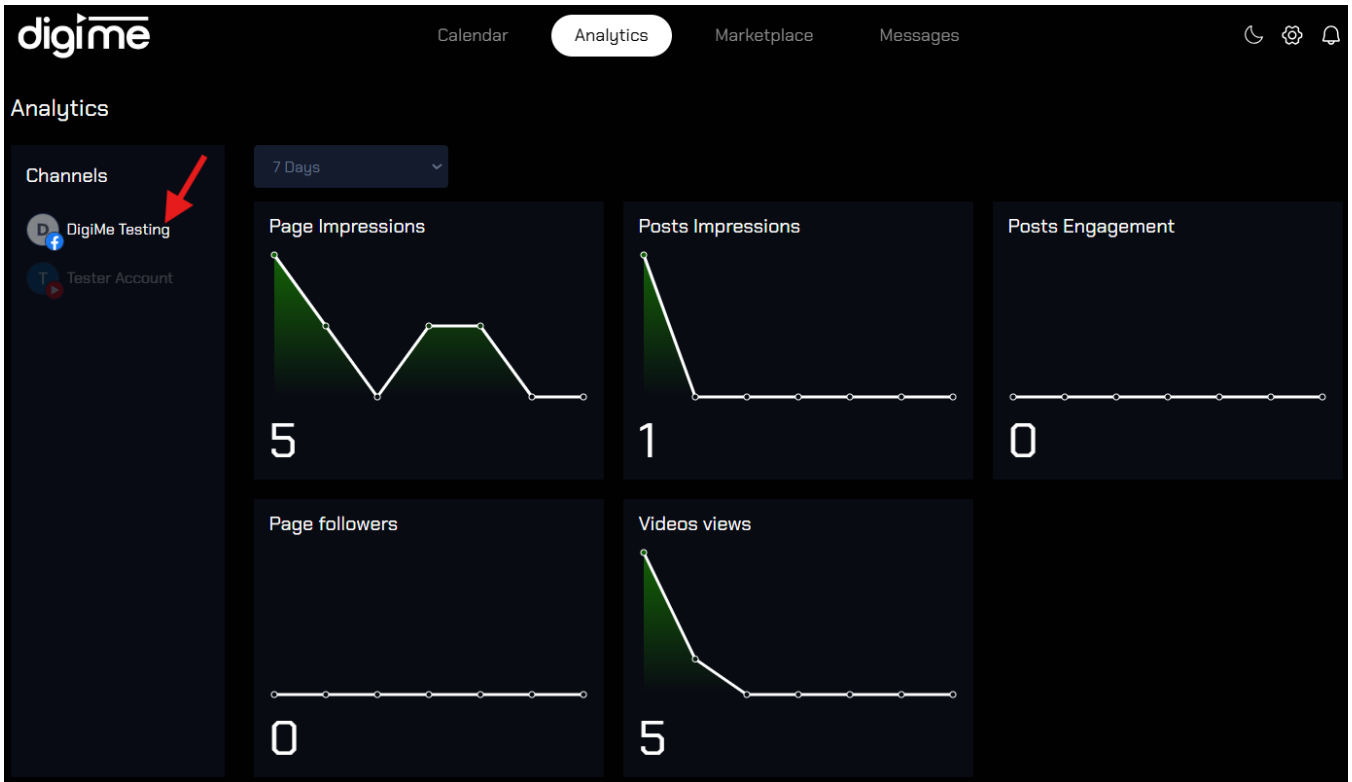 digime
Calendar
Analytics
Marketplace
Messages
Analytics
Channels
D
DigiMe Testing
T
Tester Account
7 Days
Page Impressions
5
Posts Impressions
1
Posts Engagement
0
Page followers
0
Videos views
5